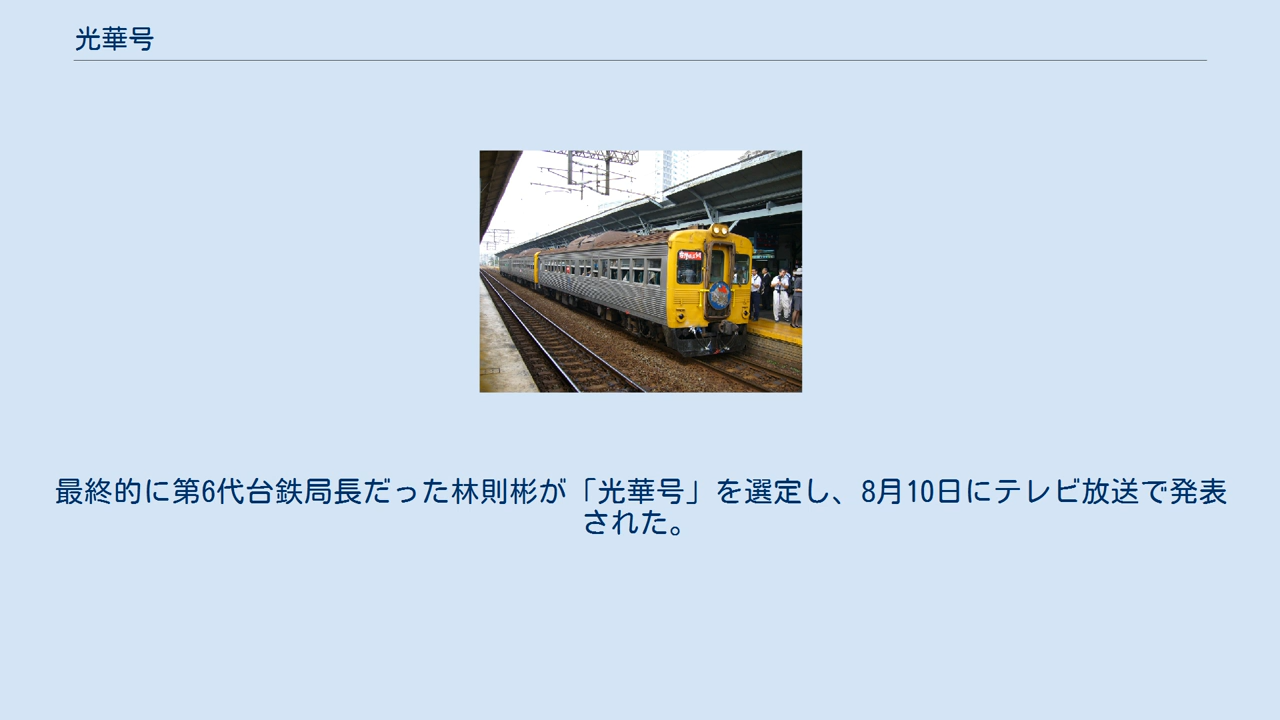 光華号
最終的に第6代台鉄局長だった林則彬が「光華号」を選定し、8月10日にテレビ放送で発表
された。